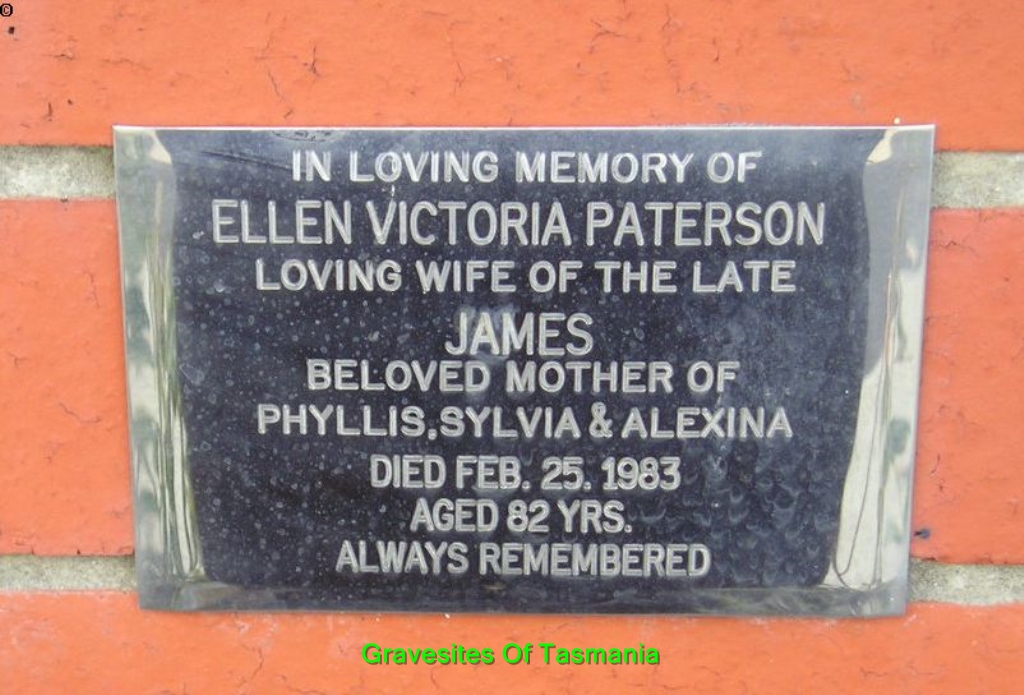 ©
IN LOVING MEMORY OF
ELLEN VICTORIA PATERSON
LOVING WIFE OF THE LATE
JAMES
BELOVED MOTHER OF
PHYLLIS, SYLVIA & ALEXINA
DIED FEB. 25. 1983
AGED 82 YRS.
ALWAYS REMEMBERED
Gravesites Of Tasmania